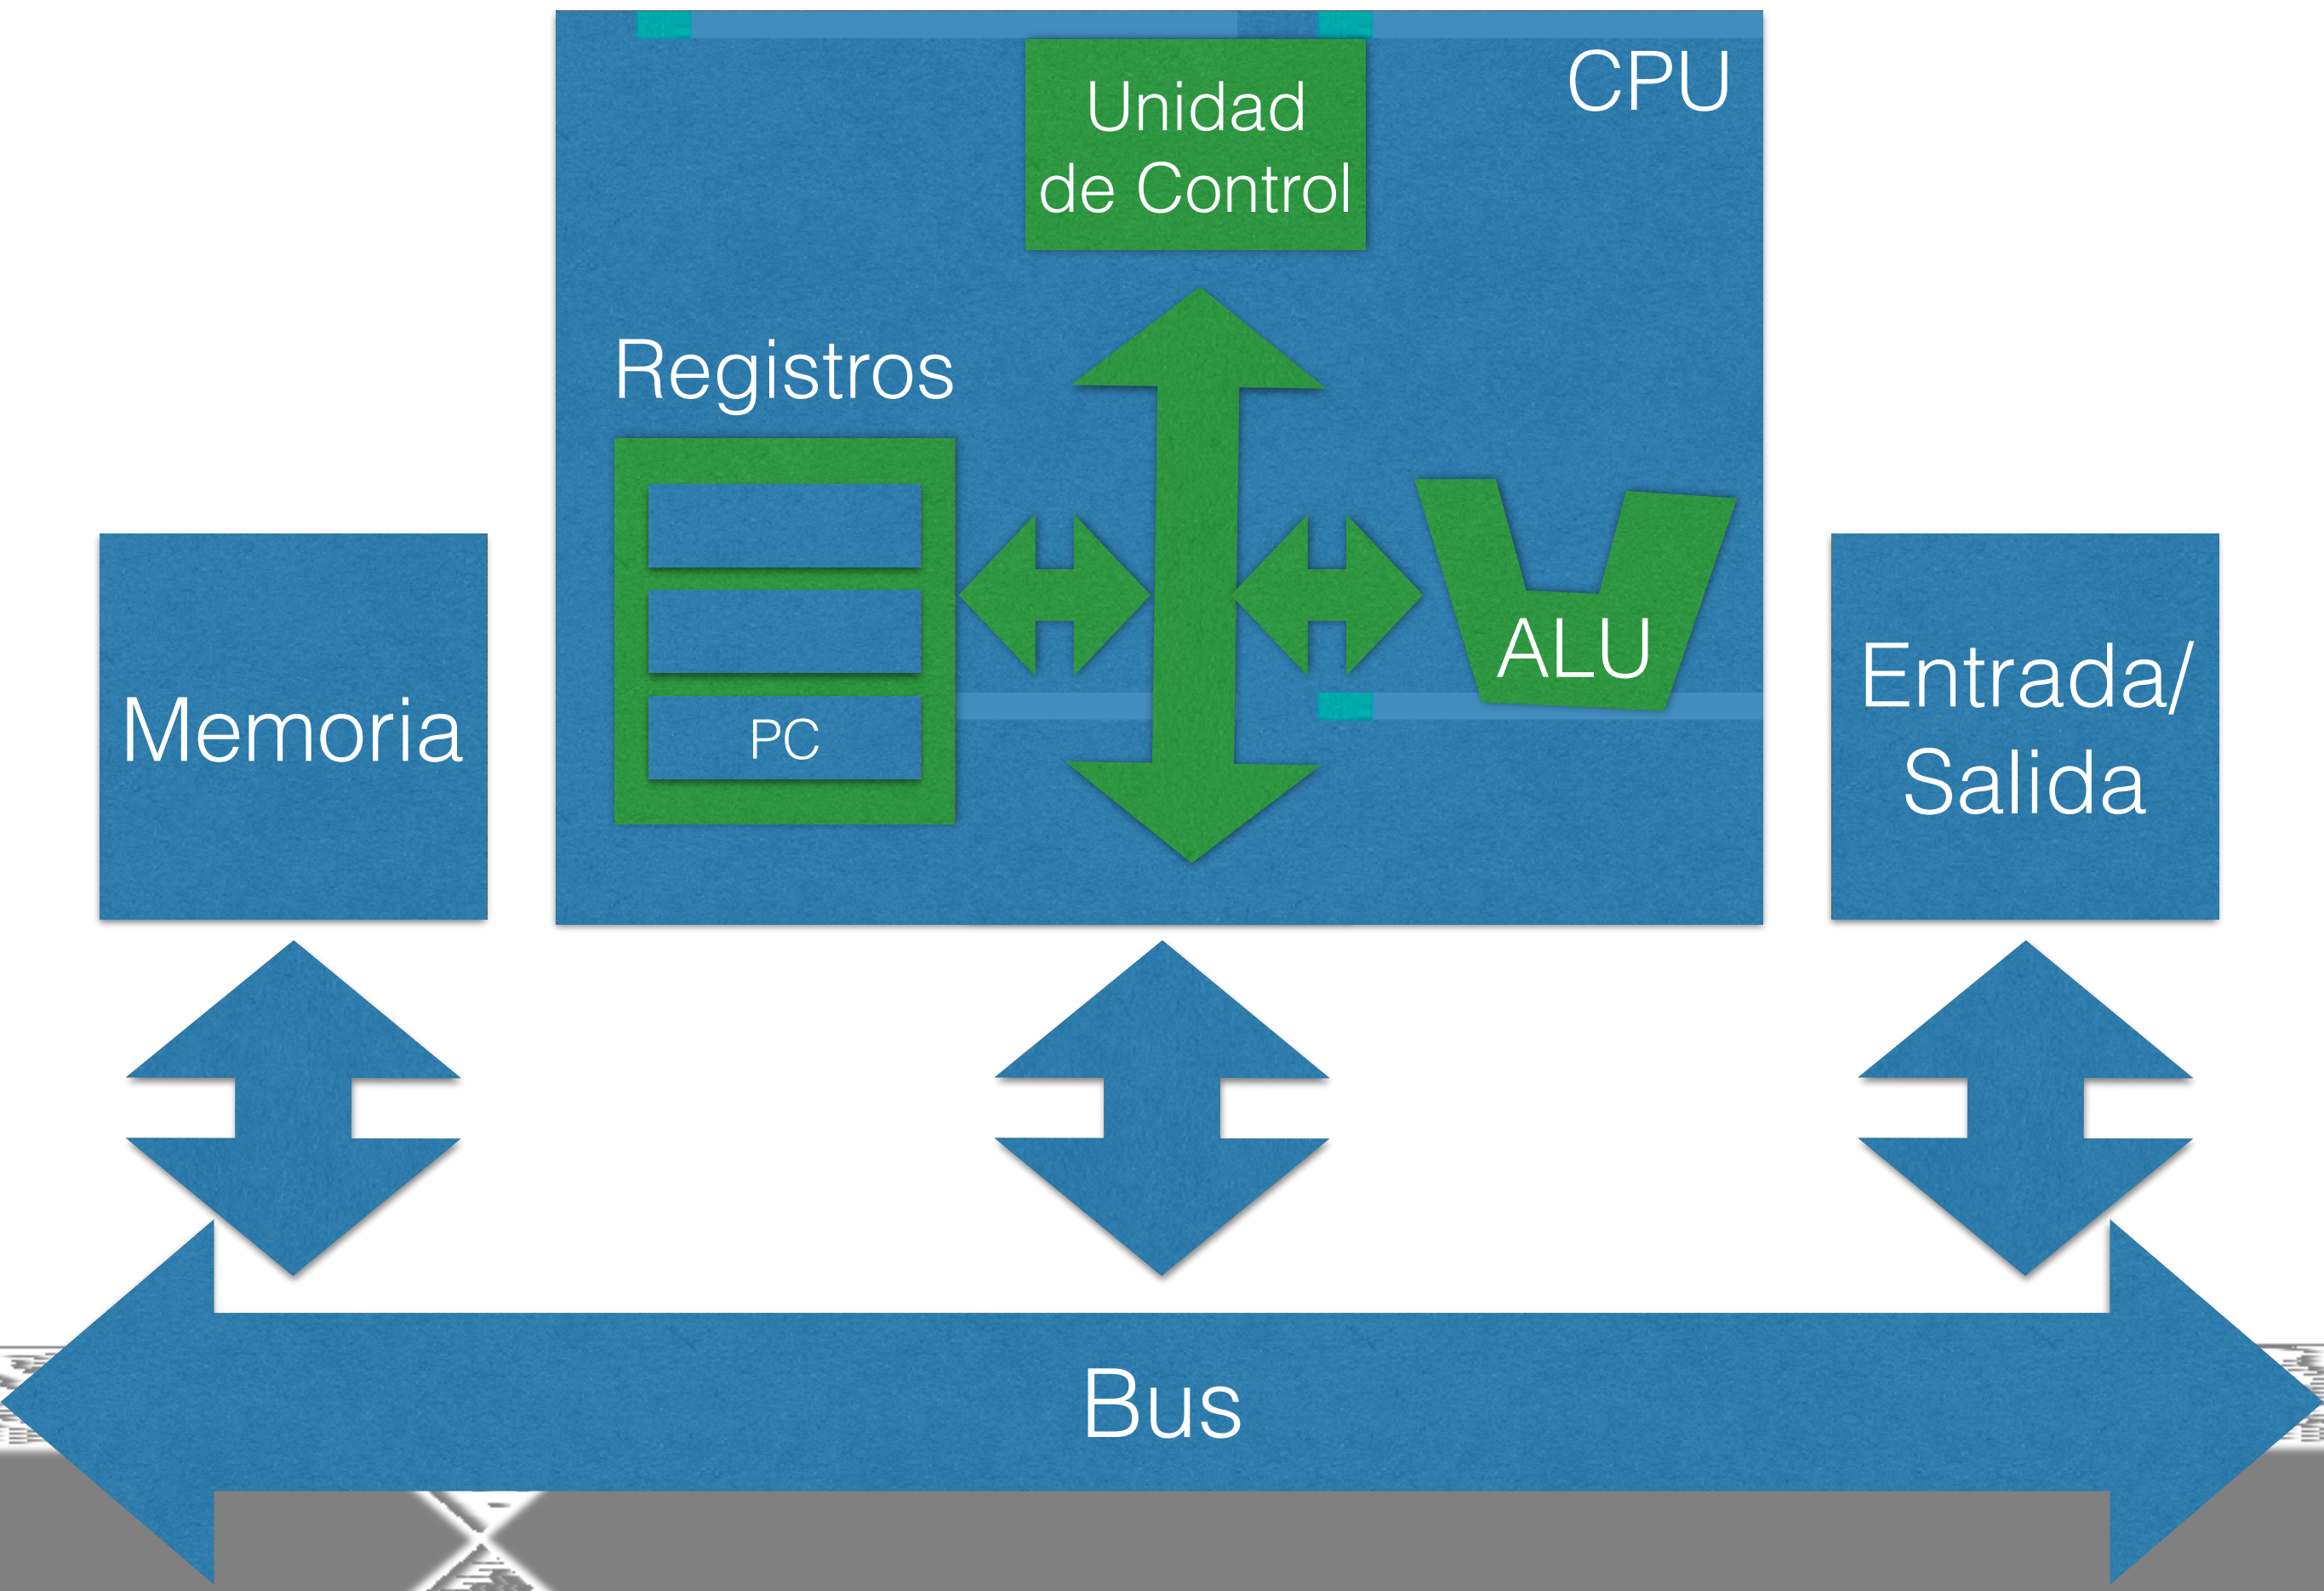 CPU
Unidad
de Control
Registros
PC
ALU
Memoria
Entrada/
Salida
Bus